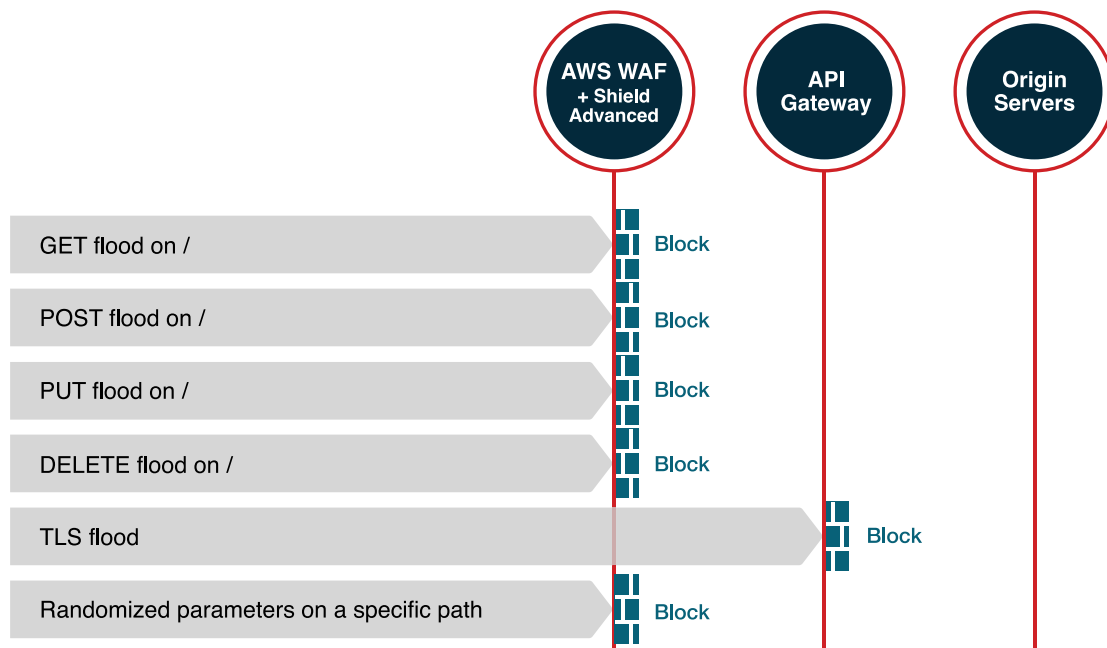 AWS WAF
+ Shield
Advanced
API
Gateway
Origin
Servers
GET flood on /
Block
POST flood on /
Block
PUT flood on /
Block
DELETE flood on /
Block
TLS flood
Block
Randomized parameters on a specific path
Block